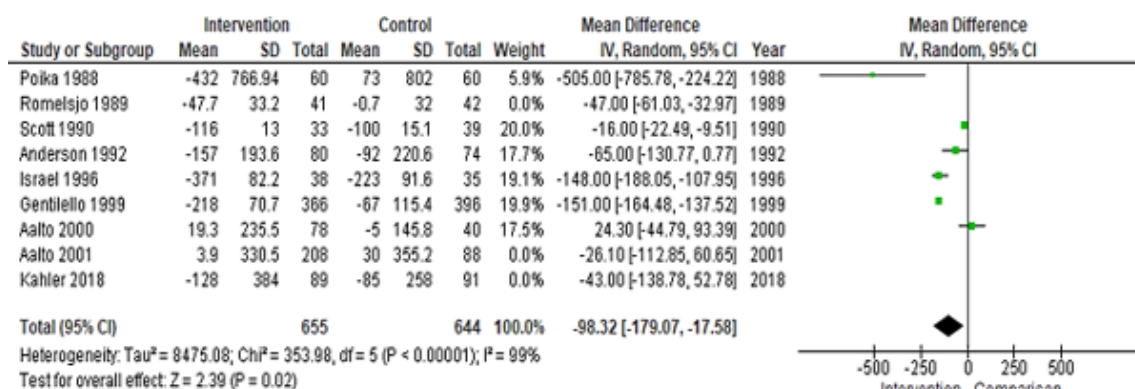 Intervention Control Mean Difference Mean Difference
Study or Subgroup Mean SD Total Mean SD Total Weight IV, Random, 95% CI Year IV, Random, 95% CI
Poika 1988 -432 766.94 60 73 802 60 5.9% -505.00 [-785.78, -224.22] 1988
Romelsjo 1989 -47.7 33.2 41 -0.7 32 42 0.0% -47.00 [-61.03, -32.97] 1989
Scott 1990 -116 13 33 -100 15.1 39 20.0% -16.00 [-22.49, -9.51] 1990
Anderson 1992 -157 193.6 80 -92 220.6 74 17.7% -65.00 [-130.77, 0.77] 1992
Israel 1996 -371 82.2 38 -223 91.6 35 19.1% -148.00 [-188.05, -107.95] 1996
Gentilello 1999 -218 70.7 366 -67 115.4 396 19.9% -151.00 [-164.48, -137.52] 1999
Aalto 2000 19.3 235.5 78 -5 145.8 40 17.5% 24.30 [-44.79, 93.39] 2000
Aalto 2001 3.9 330.5 208 30 355.2 88 0.0% -26.10 [-112.85, 60.65] 2001
Kahler 2018 -128 384 89 -85 258 91 0.0% -43.00 [-138.78, 52.78] 2018
Total (95% CI) 655 644 100.0% -98.32 [-179.07, -17.58]
Heterogeneity: Tau² = 8475.08; Chi² = 353.98, df = 5 (P < 0.00001); I² = 99%
Test for overall effect: Z = 2.39 (P = 0.02)
-500 -250 0 250 500
Intervention Comparison